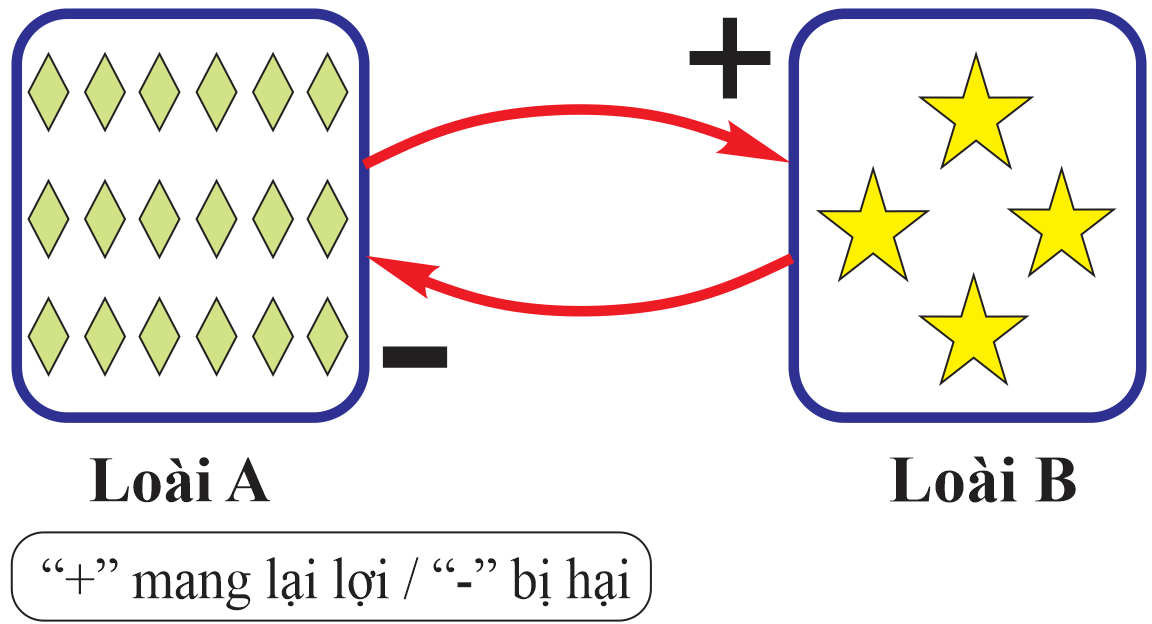 +
-
Loài A
Loài B
“+” mang lại lợi / “-” bị hại